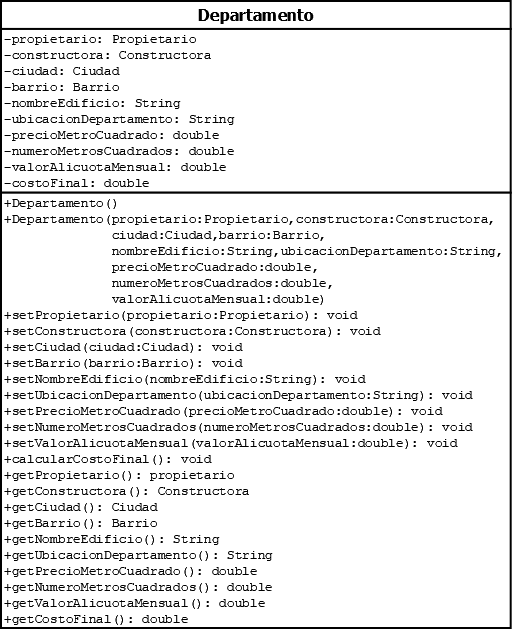 Departamento
-propietario: Propietario
-constructora: Constructora
-ciudad: Ciudad
-barrio: Barrio
-nombreEdificio: String
-ubicacionDepartamento: String
-precioMetroCuadrado: double
-numeroMetrosCuadrados: double
-valorAlicuotaMensual: double
-costoFinal: double
+Departamento()
+Departamento(propietario:Propietario,constructora:Constructora,
ciudad:Ciudad,barrio:Barrio,
nombreEdificio:String,ubicacionDepartamento:String,
precioMetroCuadrado:double,
numeroMetrosCuadrados:double,
valorAlicuotaMensual:double)
+setPropietario(propietario:Propietario): void
+setConstructora(constructora:Constructora): void
+setCiudad(ciudad:Ciudad): void
+setBarrio(barrio:Barrio): void
+setNombreEdificio(nombreEdificio:String): void
+setUbicacionDepartamento(ubicacionDepartamento:String): void
+setPrecioMetroCuadrado(precioMetroCuadrado:double): void
+setNumeroMetrosCuadrados(numeroMetrosCuadrados:double): void
+setValorAlicuotaMensual(valorAlicuotaMensual:double): void
+calcularCostoFinal(): void
+getPropietario(): propietario
+getConstructora(): Constructora
+getCiudad(): Ciudad
+getBarrio(): Barrio
+getNombreEdificio(): String
+getUbicacionDepartamento(): String
+getPrecioMetroCuadrado(): double
+getNumeroMetrosCuadrados(): double
+getValorAlicuotaMensual(): double
+getCostoFinal(): double